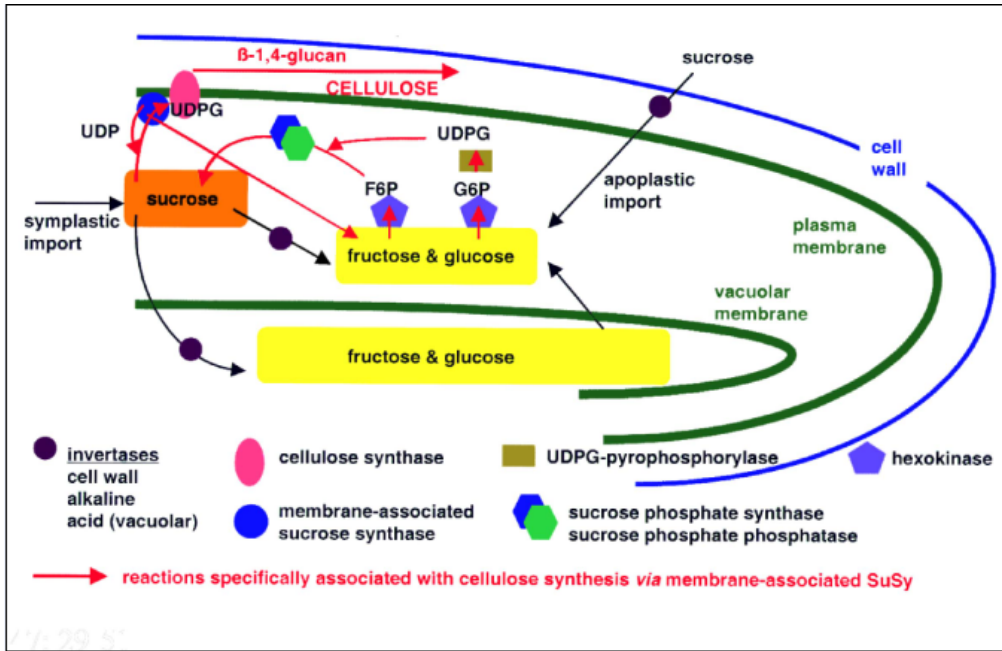 ß-1,4-glucan
sucrose
CELLULOSE
UDPG
UDP
UDPG
cell
wall
F6P
G6P
apoplastic
import
sucrose
symplastic
import
plasma
membrane
fructose & glucose
vacuolar
membrane
fructose & glucose
invertases
cell wall
alkaline
acid (vacuolar)
cellulose synthase
UDPG-pyrophosphorylase
hexokinase
membrane-associated
sucrose synthase
sucrose phosphate synthase
sucrose phosphate phosphatase
reactions specifically associated with cellulose synthesis via membrane-associated SuSy